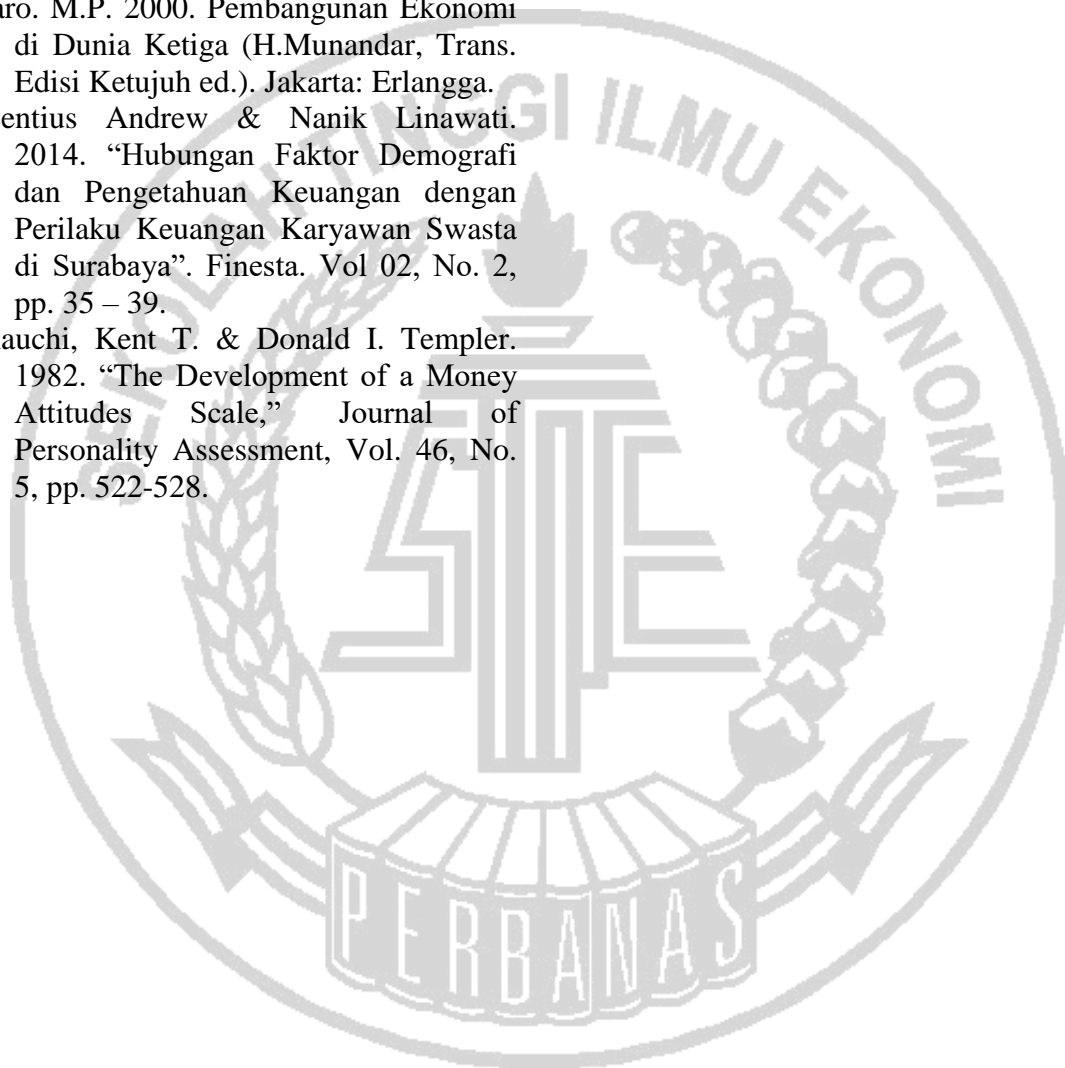 aro. M.P. 2000. Pembangunan Ekonomi
di Dunia Ketiga (H.Munandar, Trans.
Edisi Ketujuh ed.). Jakarta: Erlangga.
entius Andrew & Nanik Linawati.
2014. “Hubungan Faktor Demografi
dan Pengetahuan Keuangan dengan
Perilaku Keuangan Karyawan Swasta
di Surabaya”. Finesta. Vol 02, No. 2,
pp. 35 – 39.
auchi, Kent T. & Donald I. Templer.
1982. “The Development of a Money
Attitudes Scale,” Journal of
Personality Assessment, Vol. 46, No.
5, pp. 522-528.
SEKOLAH TINGGI ILMU EKONOMI
STIE
PERBANAS